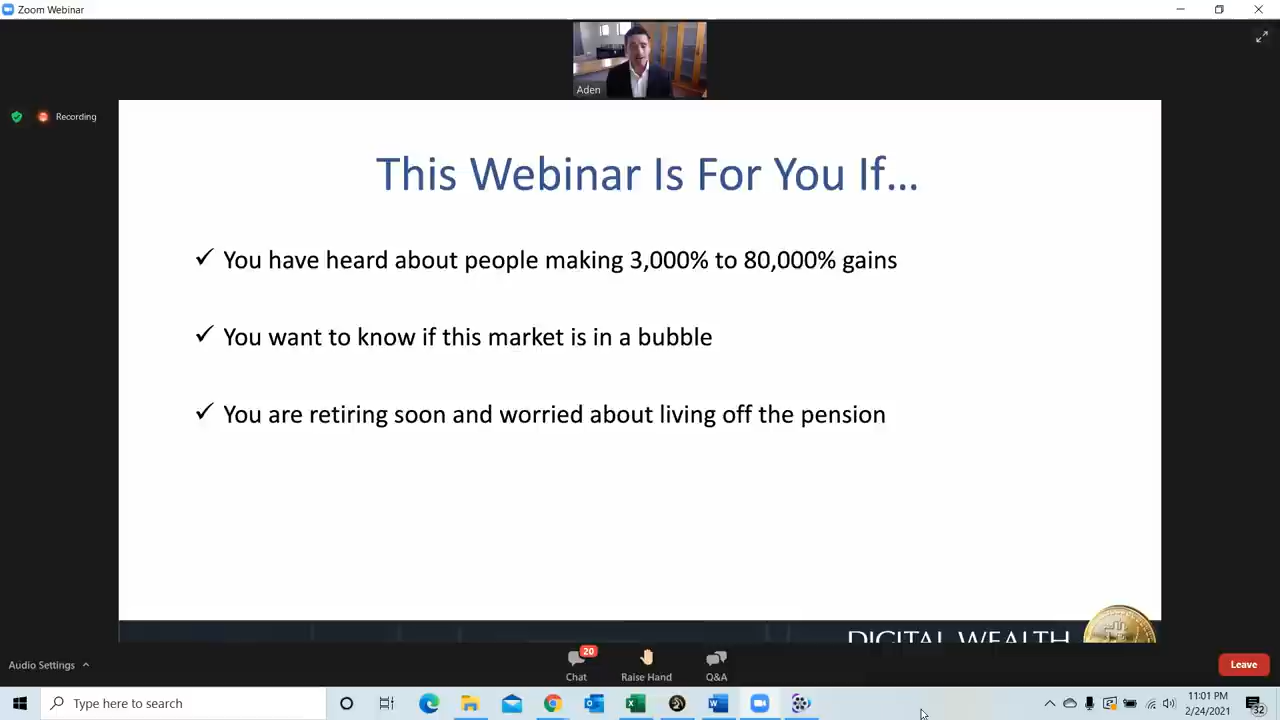 Zoom Webinar
Aden
Recording
This Webinar Is For You If...
✓ You have heard about people making 3,000% to 80,000% gains
✓ You want to know if this market is in a bubble
✓ You are retiring soon and worried about living off the pension
DIGITAL WEALTH
Audio Settings
20
Chat
Raise Hand
Q&A
Leave
Type here to search
11:01 PM
2/24/2021
32